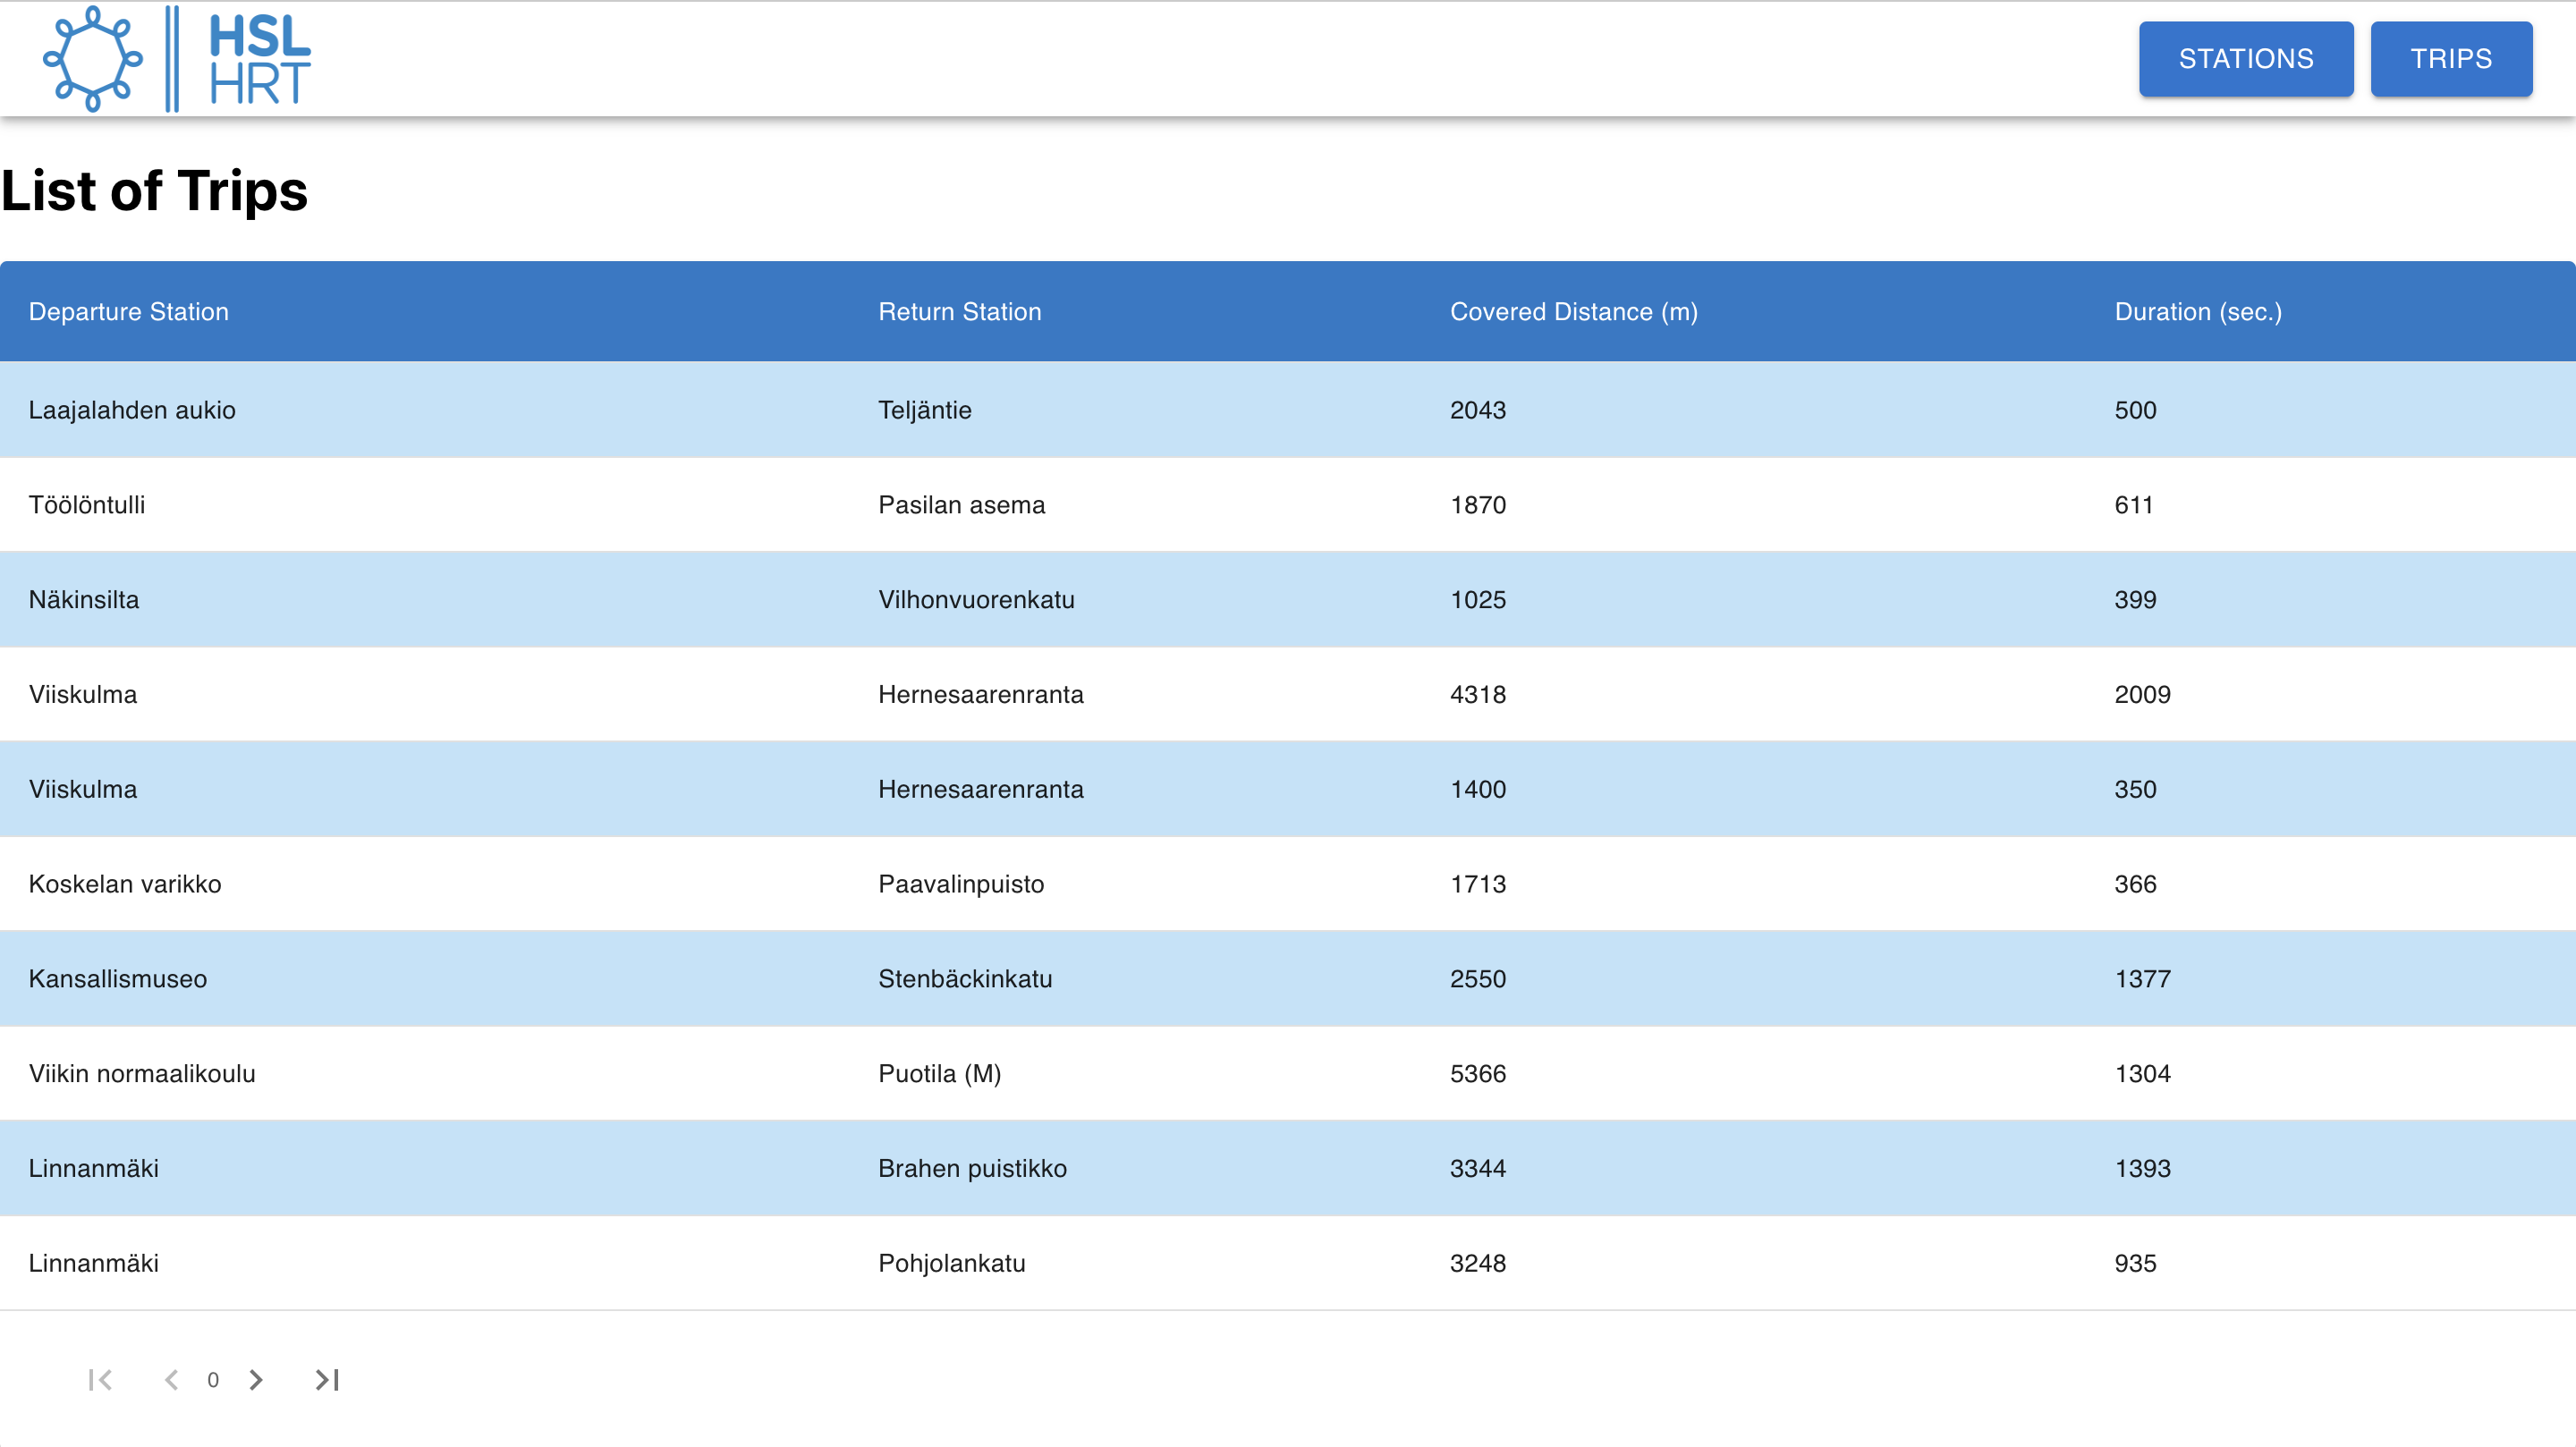 HSL
HRT
STATIONS
TRIPS
List of Trips
Departure Station Return Station Covered Distance (m) Duration (sec.)
Laajalahden aukio Teljäntie 2043 500
Töölöntulli Pasilan asema 1870 611
Näkinsilta Vilhonvuorenkatu 1025 399
Viiskulma Hernesaarenranta 4318 2009
Viiskulma Hernesaarenranta 1400 350
Koskelan varikko Paavalinpuisto 1713 366
Kansallismuseo Stenbäckinkatu 2550 1377
Viikin normaalikoulu Puotila (M) 5366 1304
Linnanmäki Brahen puistikko 3344 1393
Linnanmäki Pohjolankatu 3248 935
0